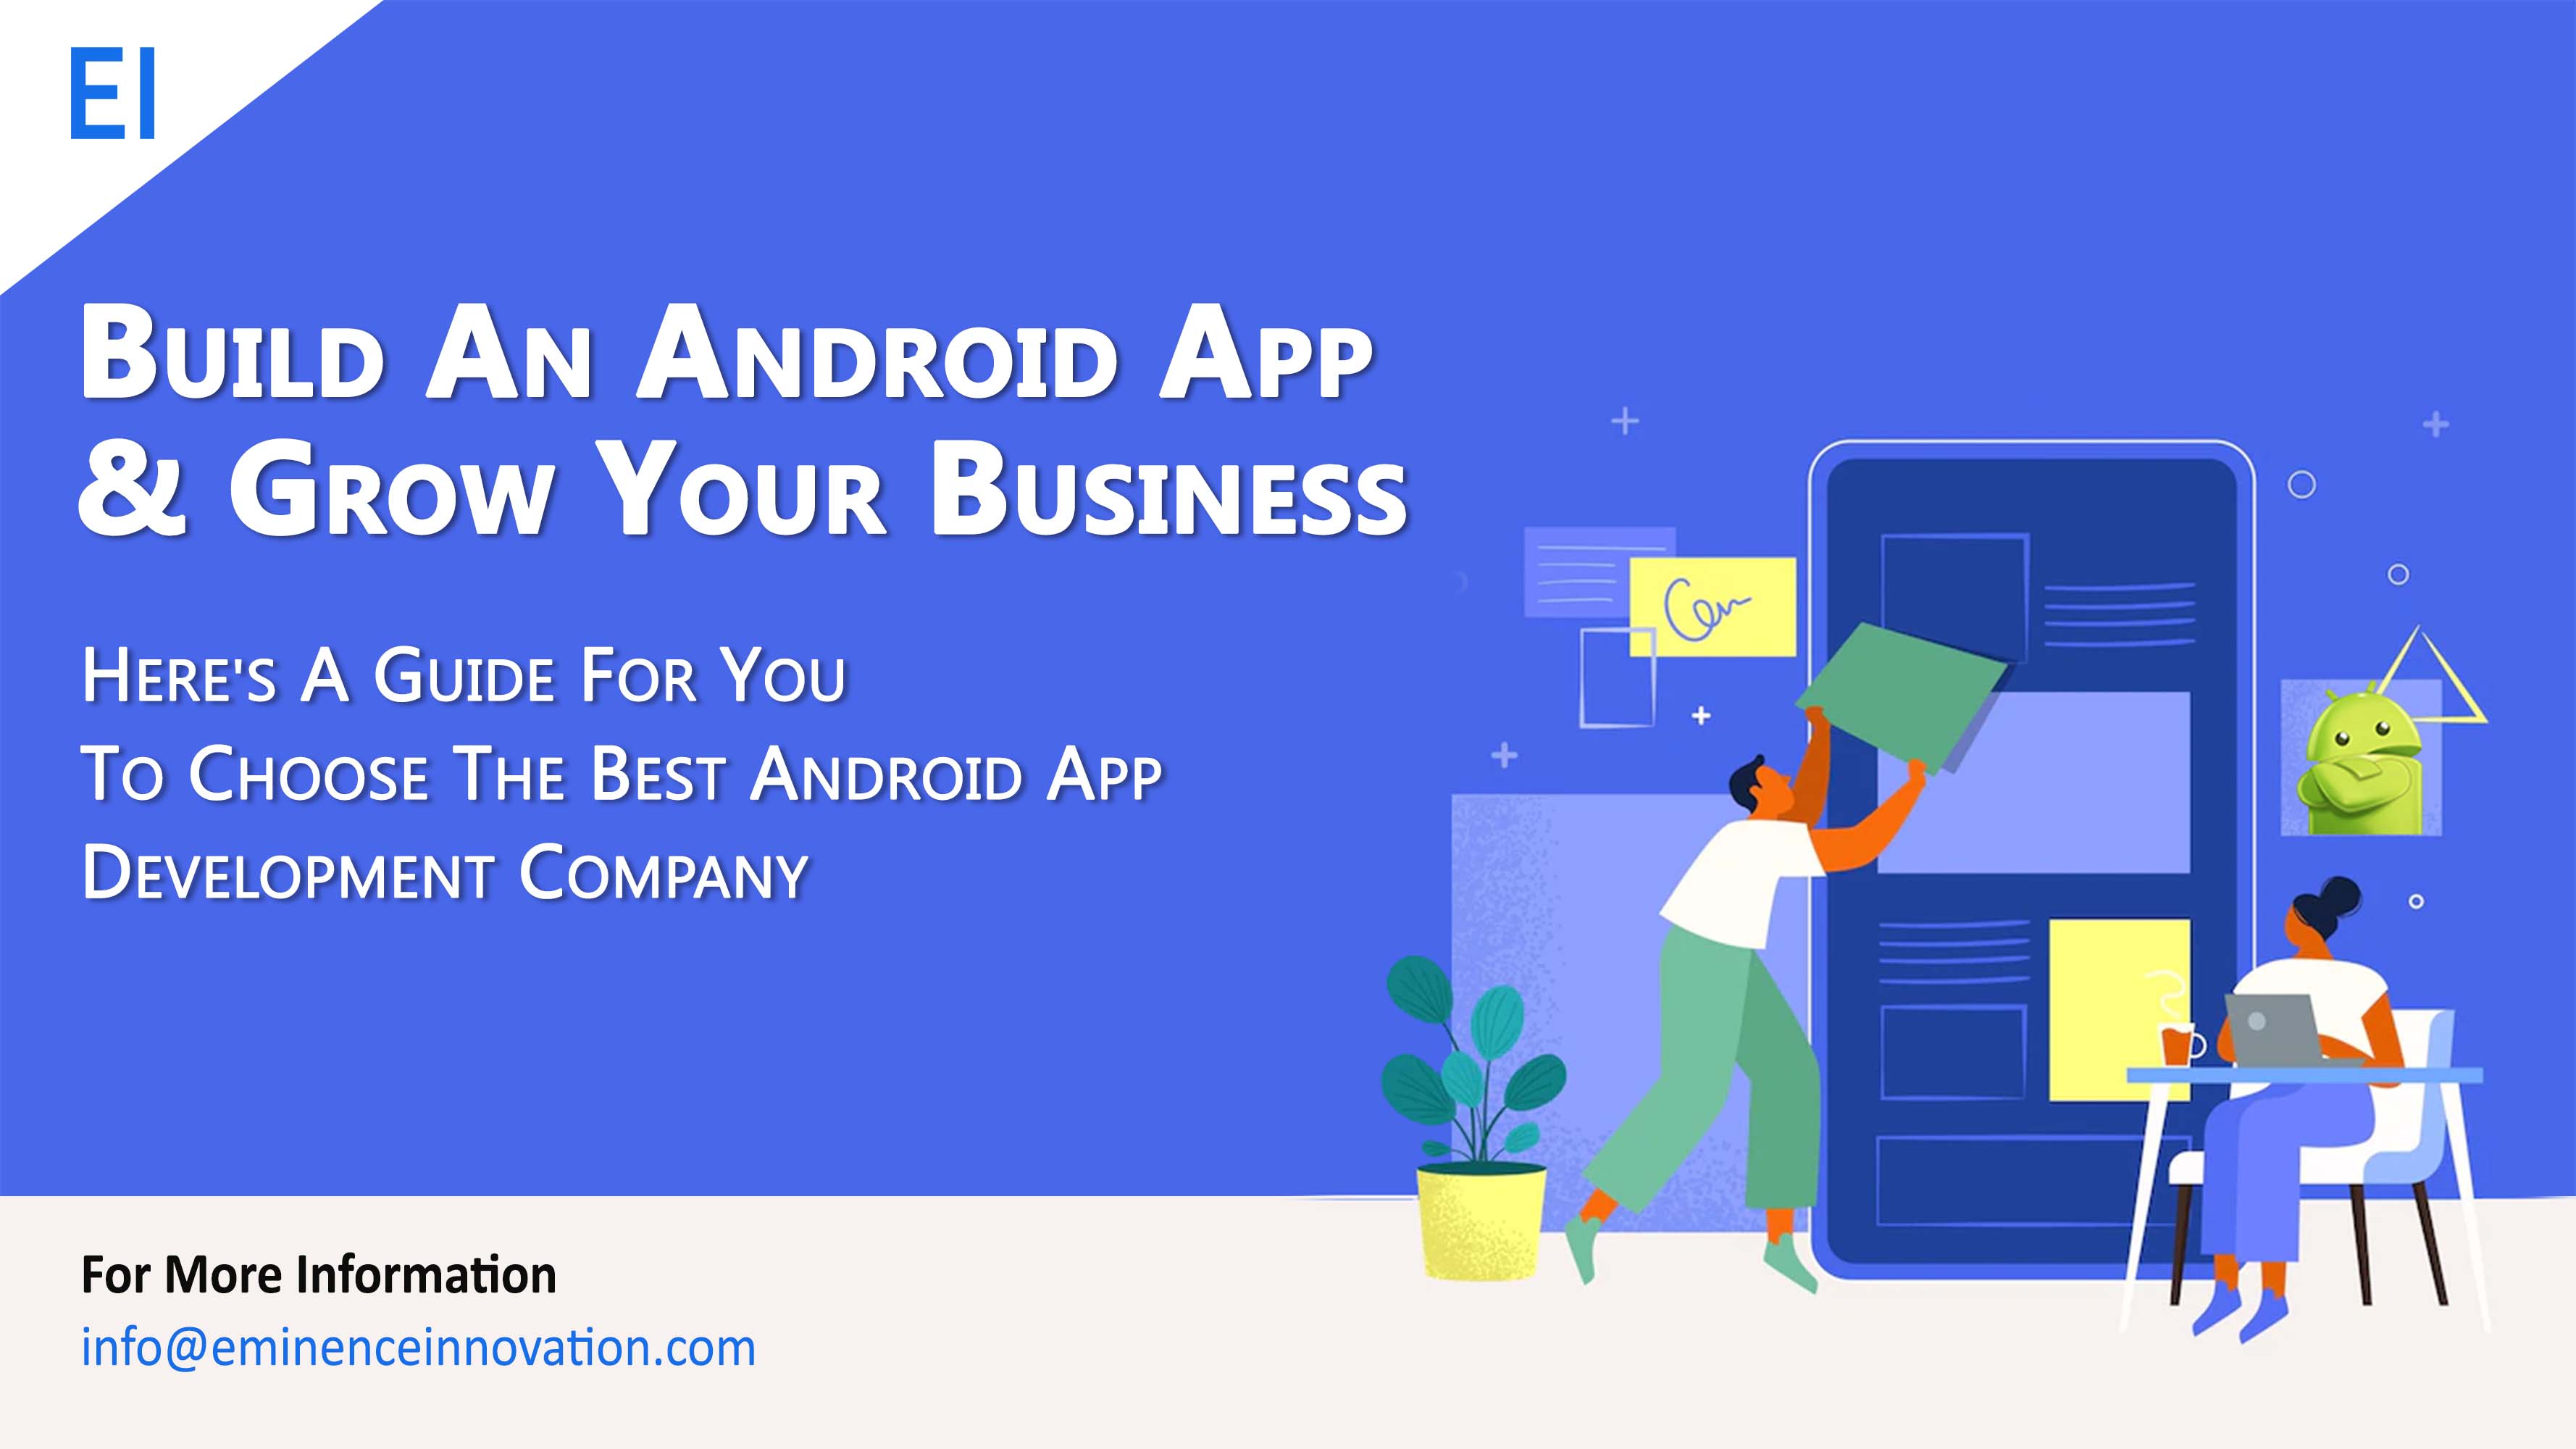 EI
Build An Android App
& Grow Your Business
Here's A Guide For You
To Choose The Best Android App
Development Company
For More Information
info@eminenceinnovation.com